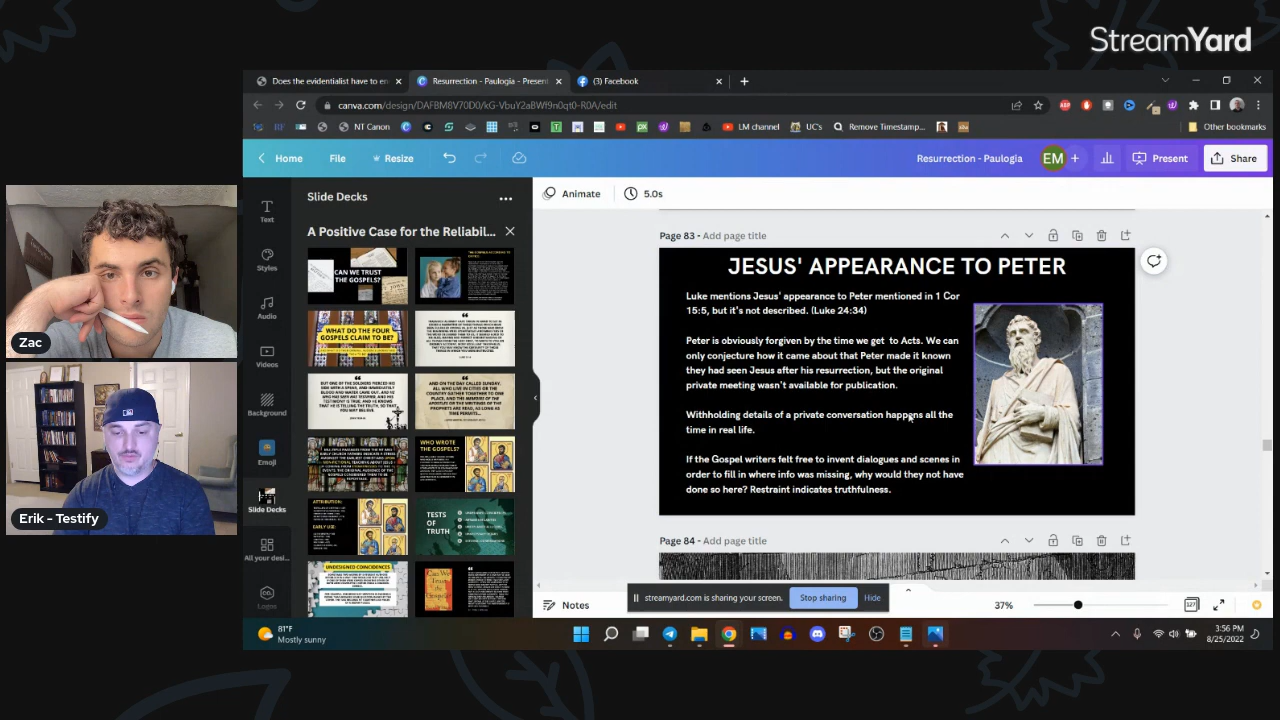 StreamYard
Does the evidentialist have to en
Resurrection - Paulogia - Present
(3) Facebook
canva.com/design/DAFBM8V70D0/kG-VbuY2aBWf9n0qt0-R0A/edit
NT Canon
LM channel
UC's
Remove Timestamp...
Other bookmarks
Home
File
Resize
Resurrection - Paulogia
EM
Present
Share
Text
Styles
Audio
Videos
Background
Emoji
Slide Decks
All your desi...
Logos
Slide Decks
A Positive Case for the Reliabil...
CAN WE TRUST THE GOSPELS?
WHAT DO THE FOUR GOSPELS CLAIM TO BE?
WHO WROTE THE GOSPELS?
ATTRIBUTION:
EARLY USE:
TESTS
OF
TRUTH
UNDESIGNED COINCIDENCES
Animate
5.0s
Page 83 - Add page title
JESUS' APPEARANCE TO PETER
Luke mentions Jesus' appearance to Peter mentioned in 1 Cor
15:5, but it's not described. (Luke 24:34)
Peter is obviously forgiven by the time we get to Acts. We can
only conjecture how it came about that Peter made it known
they had seen Jesus after his resurrection, but the original
private meeting wasn't available for publication.
Withholding details of a private conversation happens all the
time in real life.
If the Gospel writers felt free to invent dialogues and scenes in
order to fill in where info was missing, why would they not have
done so here? Restraint indicates truthfulness.
Page 84 - Add page title
Notes
streamyard.com is sharing your screen.
Stop sharing
Hide
37%
Zac
Erik - Testify
81°F
Mostly sunny
3:56 PM
8/25/2022